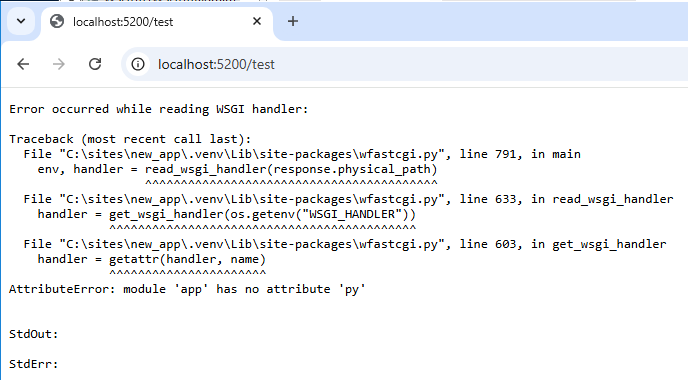 localhost:5200/test
localhost:5200/test
Error occurred while reading WSGI handler:
Traceback (most recent call last):
  File "C:\sites\new_app\.venv\Lib\site-packages\wfastcgi.py", line 791, in main
    env, handler = read_wsgi_handler(response.physical_path)
                   ^^^^^^^^^^^^^^^^^^^^^^^^^^^^^^^^^^^^^^^^^
  File "C:\sites\new_app\.venv\Lib\site-packages\wfastcgi.py", line 633, in read_wsgi_handler
    handler = get_wsgi_handler(os.getenv("WSGI_HANDLER"))
              ^^^^^^^^^^^^^^^^^^^^^^^^^^^^^^^^^^^^^^^^^^^
  File "C:\sites\new_app\.venv\Lib\site-packages\wfastcgi.py", line 603, in get_wsgi_handler
    handler = getattr(handler, name)
              ^^^^^^^^^^^^^^^^^^^^^^
AttributeError: module 'app' has no attribute 'py'
StdOut:
StdErr: